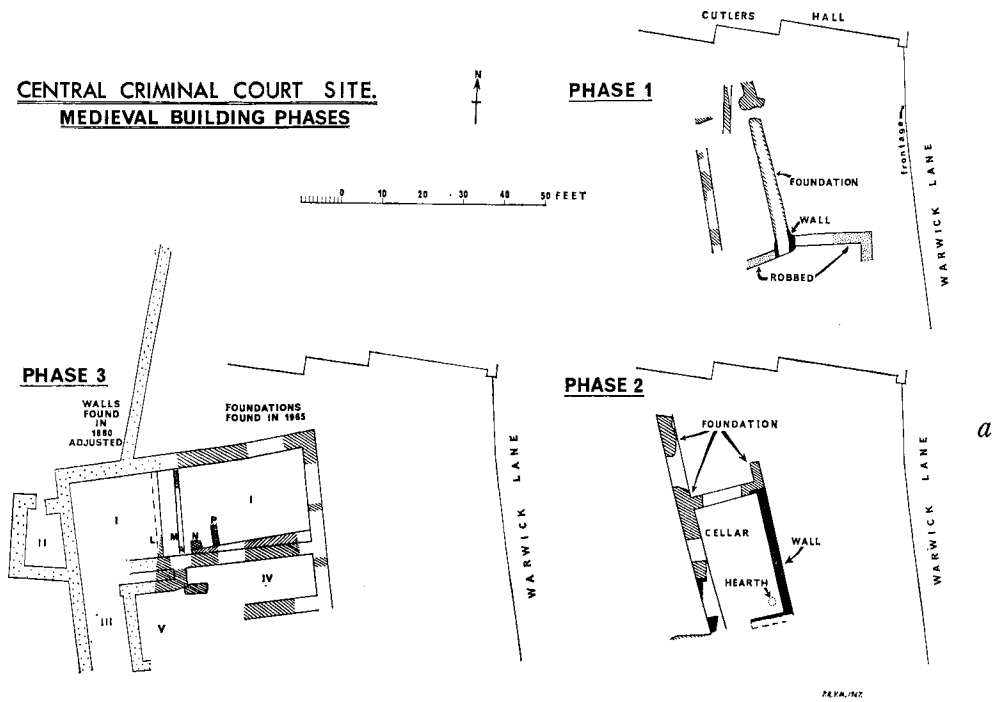 CENTRAL CRIMINAL COURT SITE.
MEDIEVAL BUILDING PHASES
N
0 10 20 30 40 50 FEET
CUTLERS HALL
PHASE 1
frontage
WARWICK LANE
FOUNDATION
WALL
ROBBED
PHASE 3
WALLS
FOUND
IN
1880
ADJUSTED
FOUNDATIONS
FOUND IN 1965
I
I
II
L
M
N
P
IV
III
V
WARWICK LANE
PHASE 2
FOUNDATION
CELLAR
WALL
HEARTH
WARWICK LANE
a
P.R.V.M. 1967.